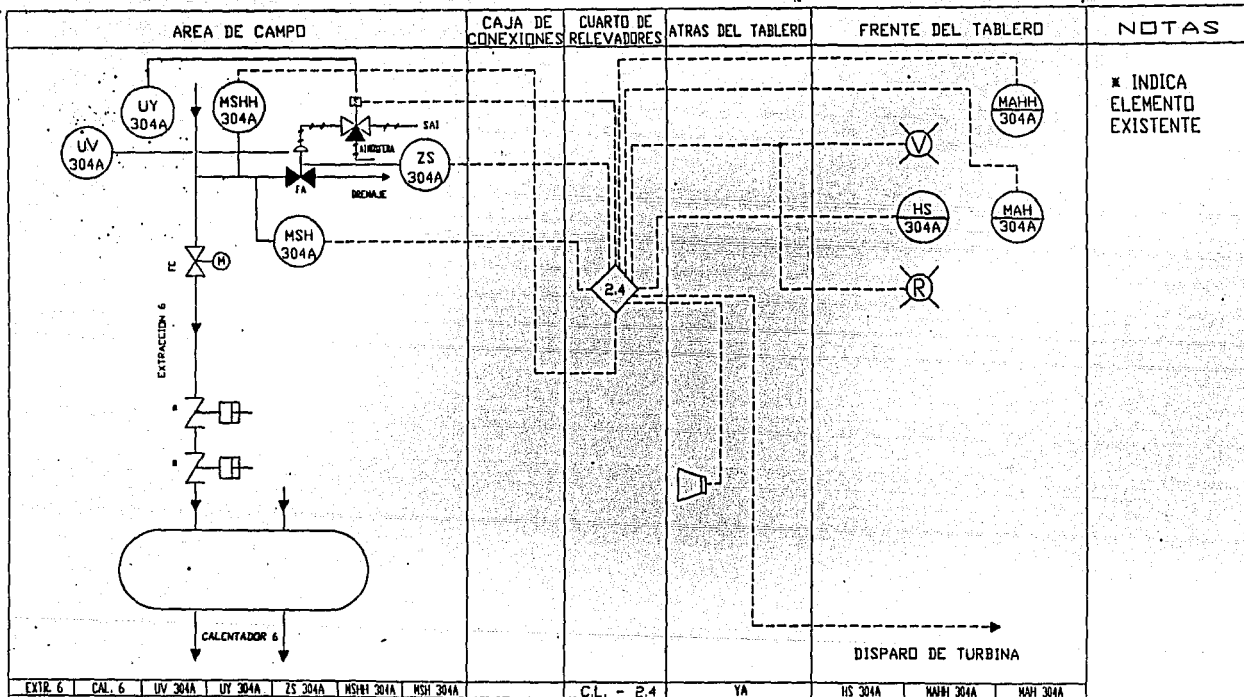 AREA DE CAMPO
CAJA DE
CONEXIONES
CUARTO DE
RELEVADORES
ATRAS DEL TABLERO
FRENTE DEL TABLERO
NOTAS
* INDICA
ELEMENTO
EXISTENTE
UY
304A
MSHH
304A
UV
304A
S
SAI
ATMOSFERA
ZS
304A
FA
DRENAJE
MSH
304A
FC
M
EXTRACCION 6
*
*
CALENTADOR 6
2.4
MAHH
304A
V
HS
304A
MAH
304A
R
DISPARO DE TURBINA
EXTR. 6
CAL. 6
UV 304A
UY 304A
ZS 304A
MSHH 304A
MSH 304A
C.L. - 2.4
YA
HS 304A
MAHH 304A
MAH 304A